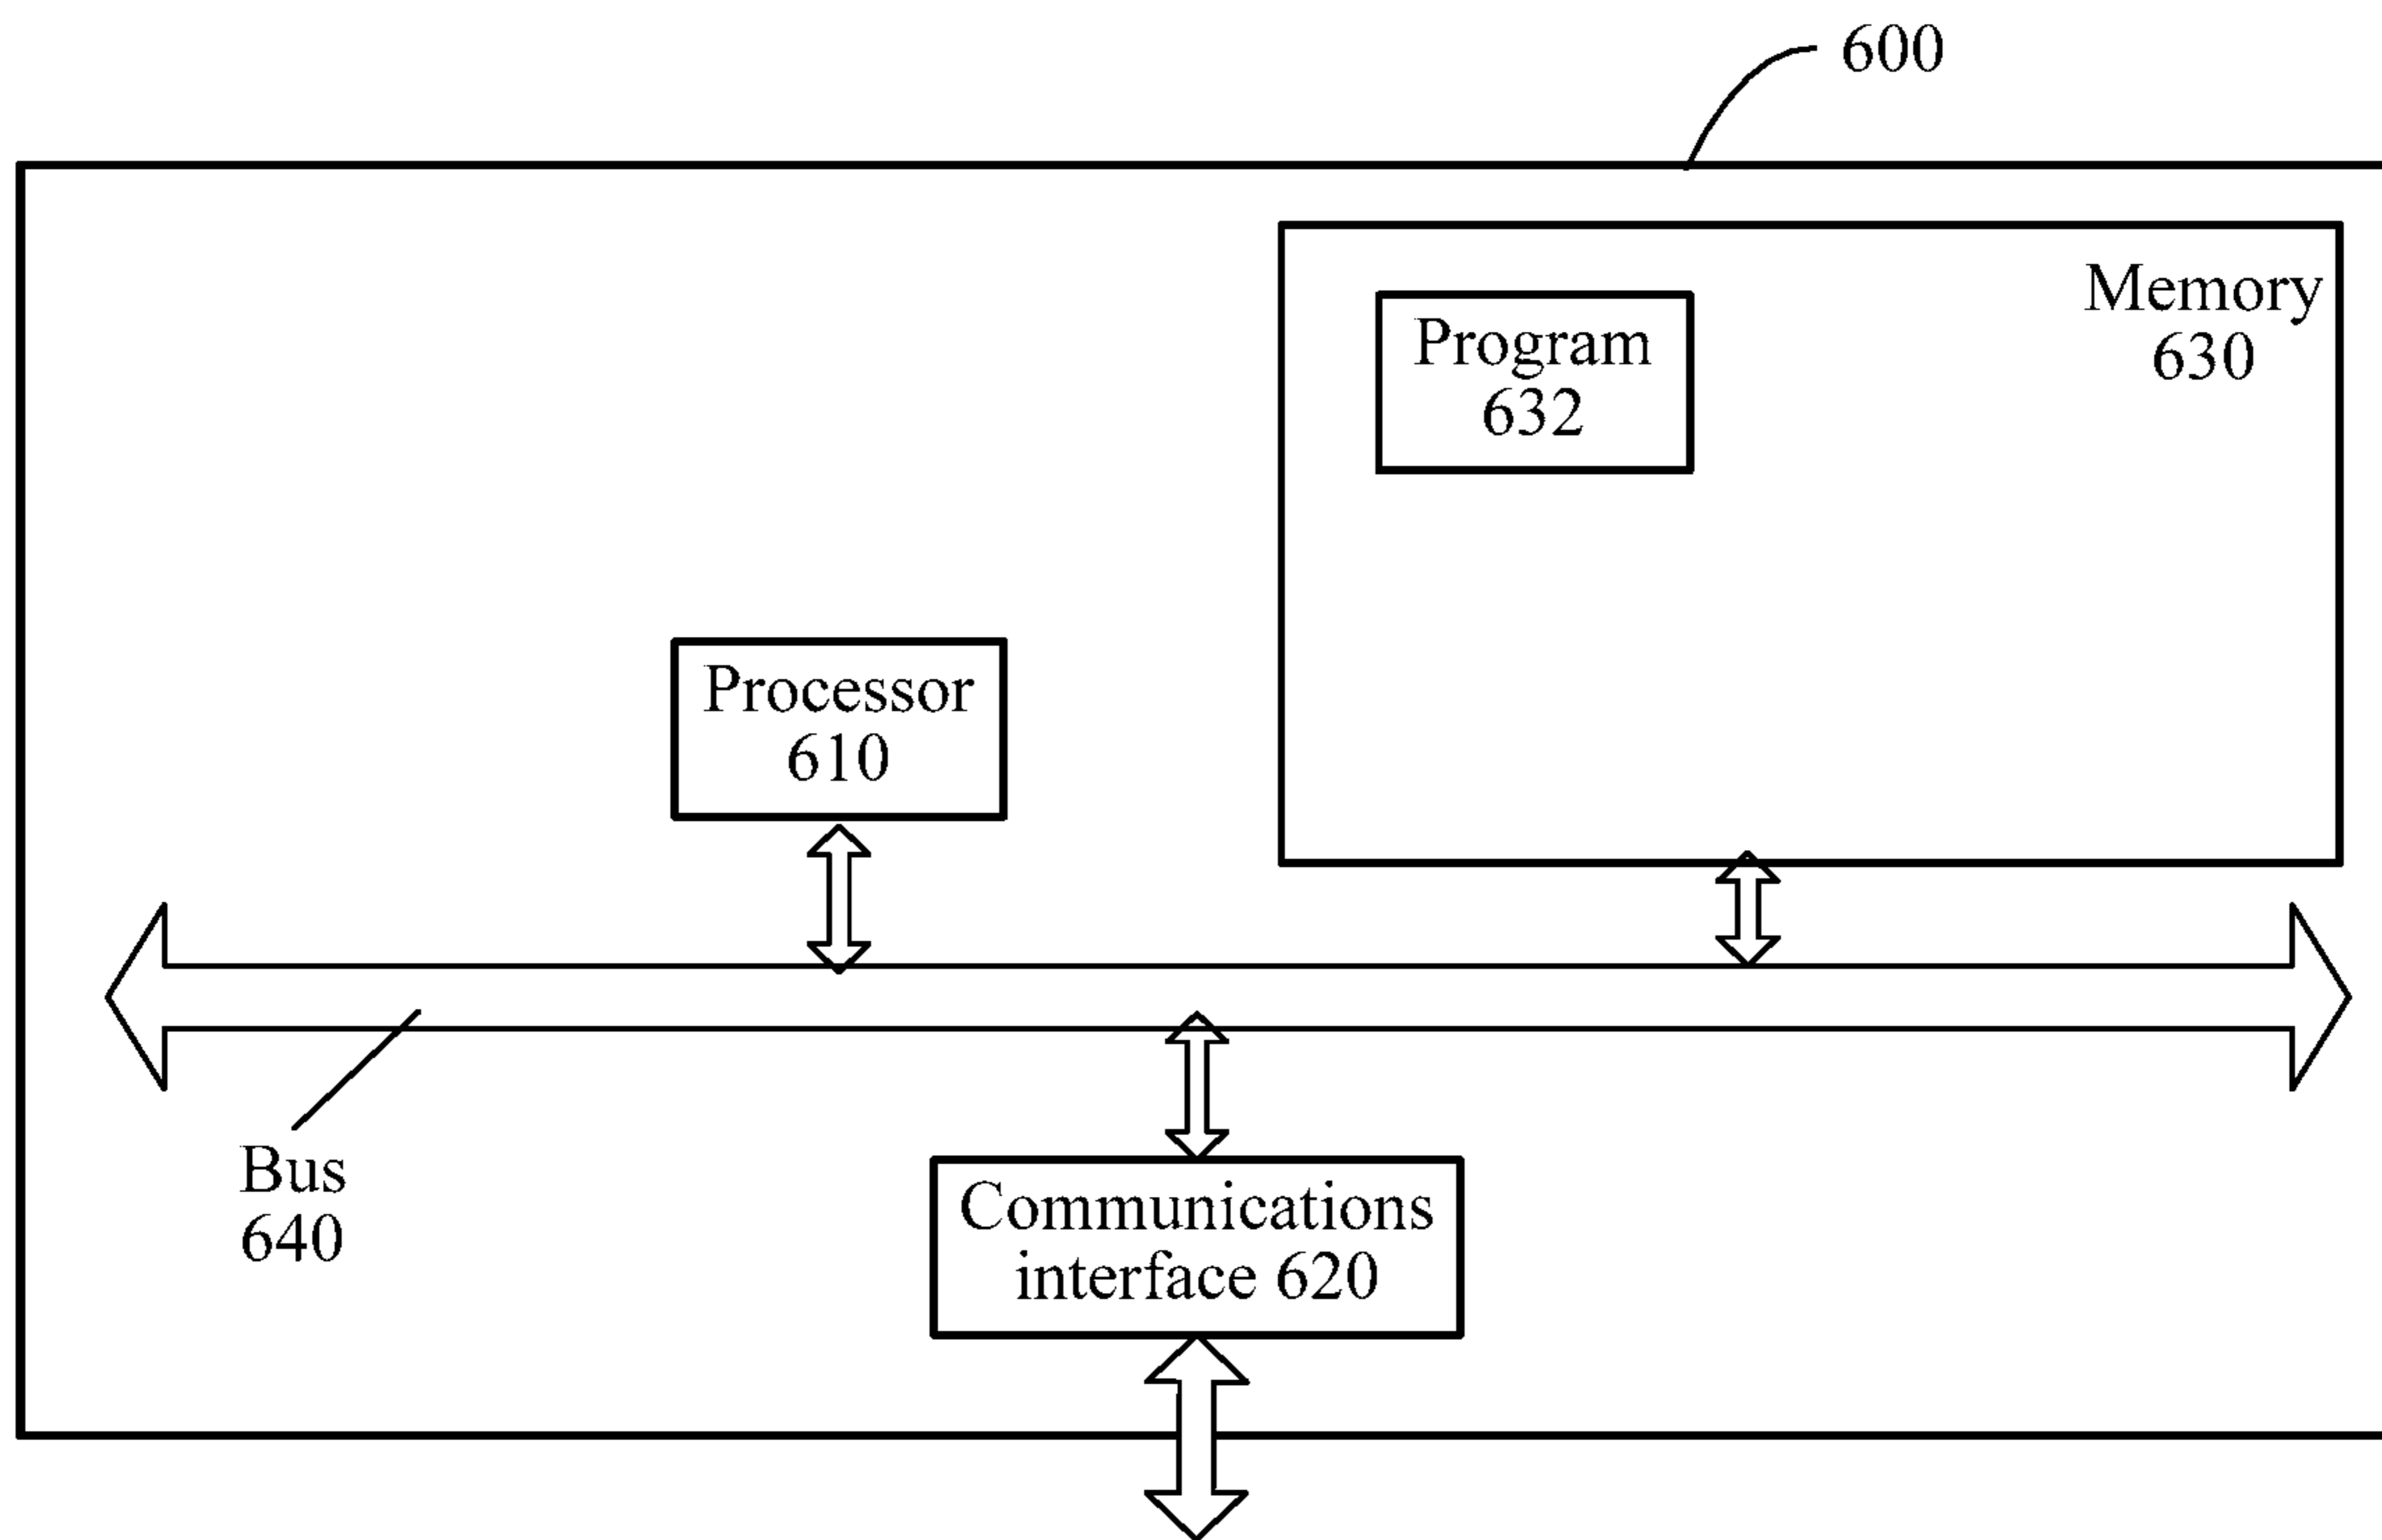 600
Memory
630
Program
632
Processor
610
Bus
640
Communications
interface 620